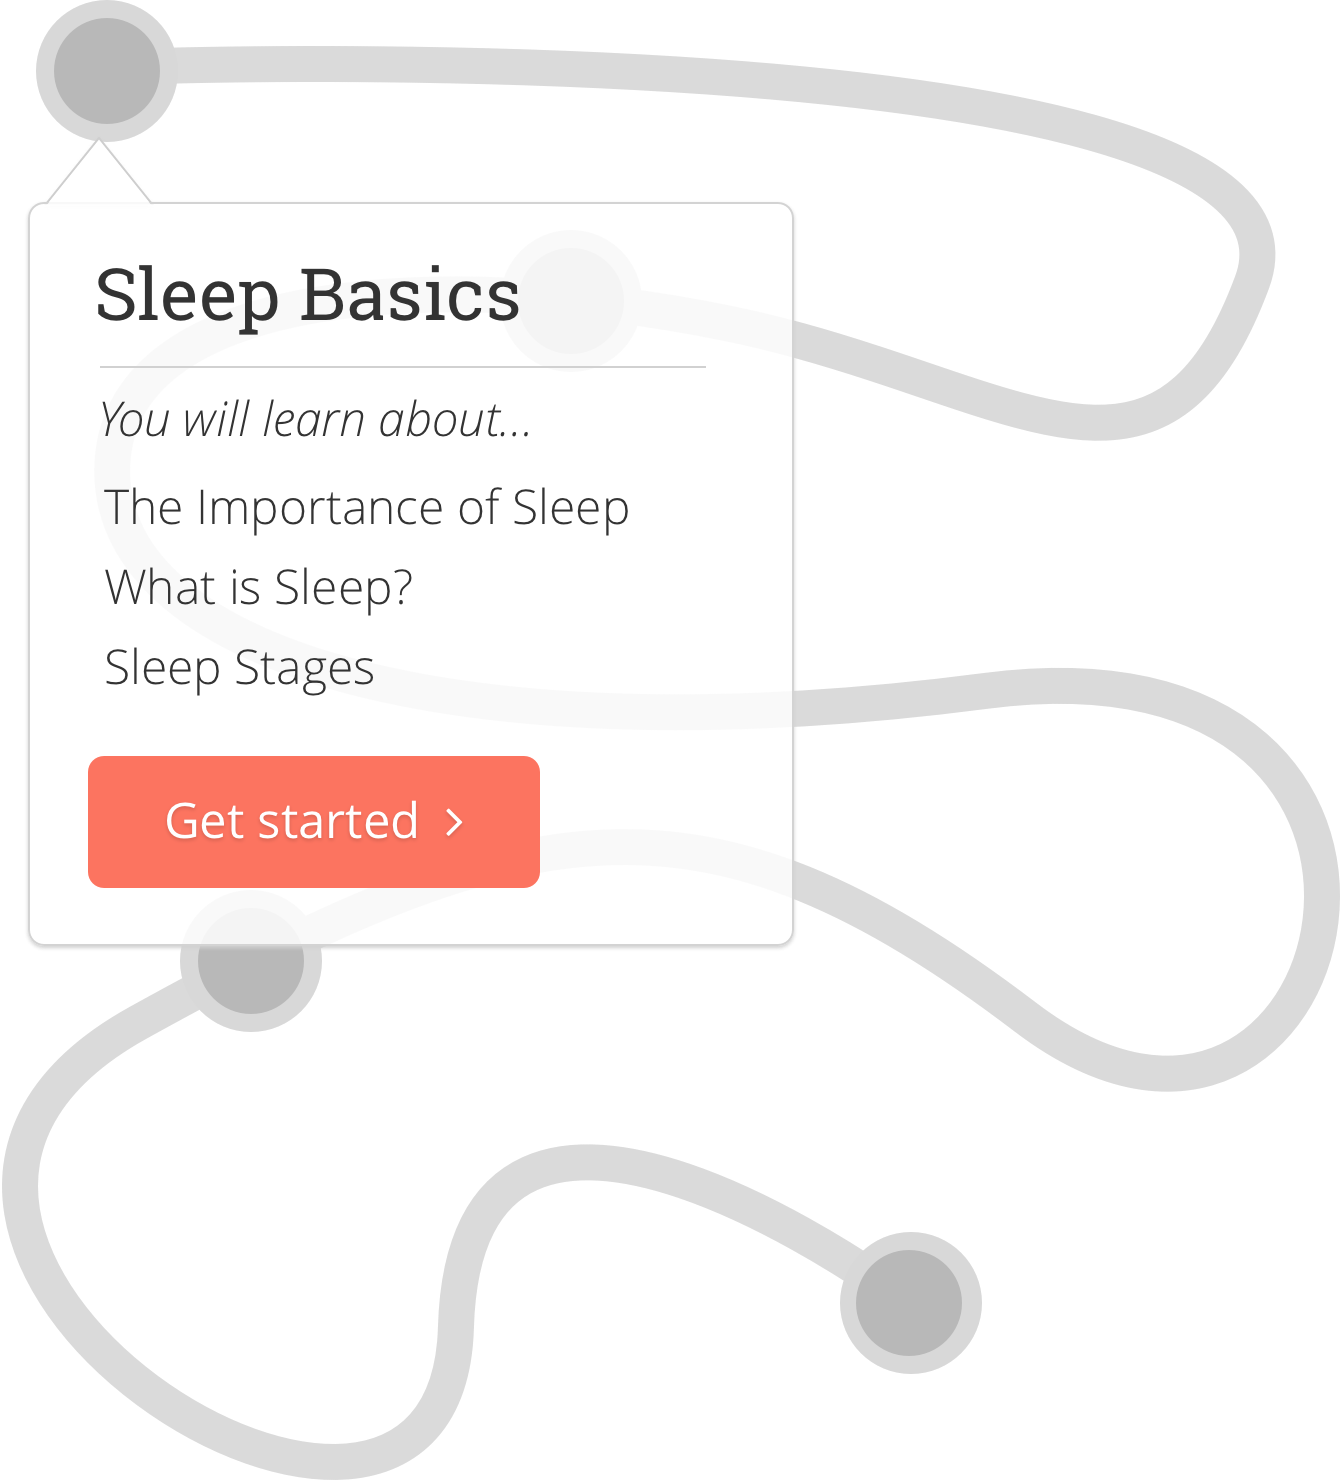 Sleep Basics
You will learn about...
The Importance of Sleep
What is Sleep?
Sleep Stages
Get started >